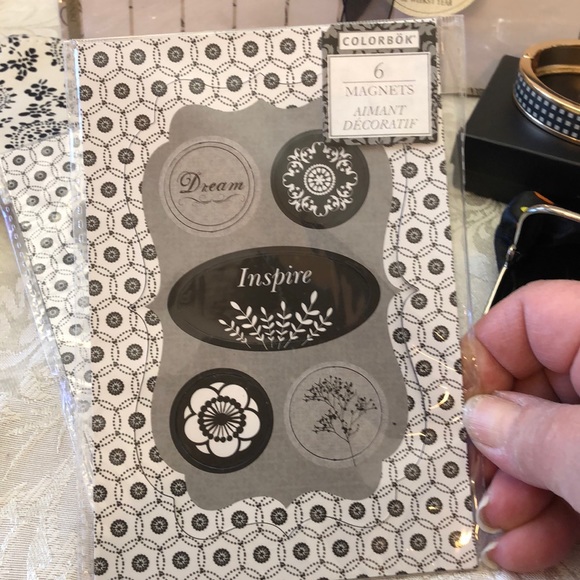 COLORBÖK
6
MAGNETS
AIMANT
DÉCORATIF
Dream
Inspire